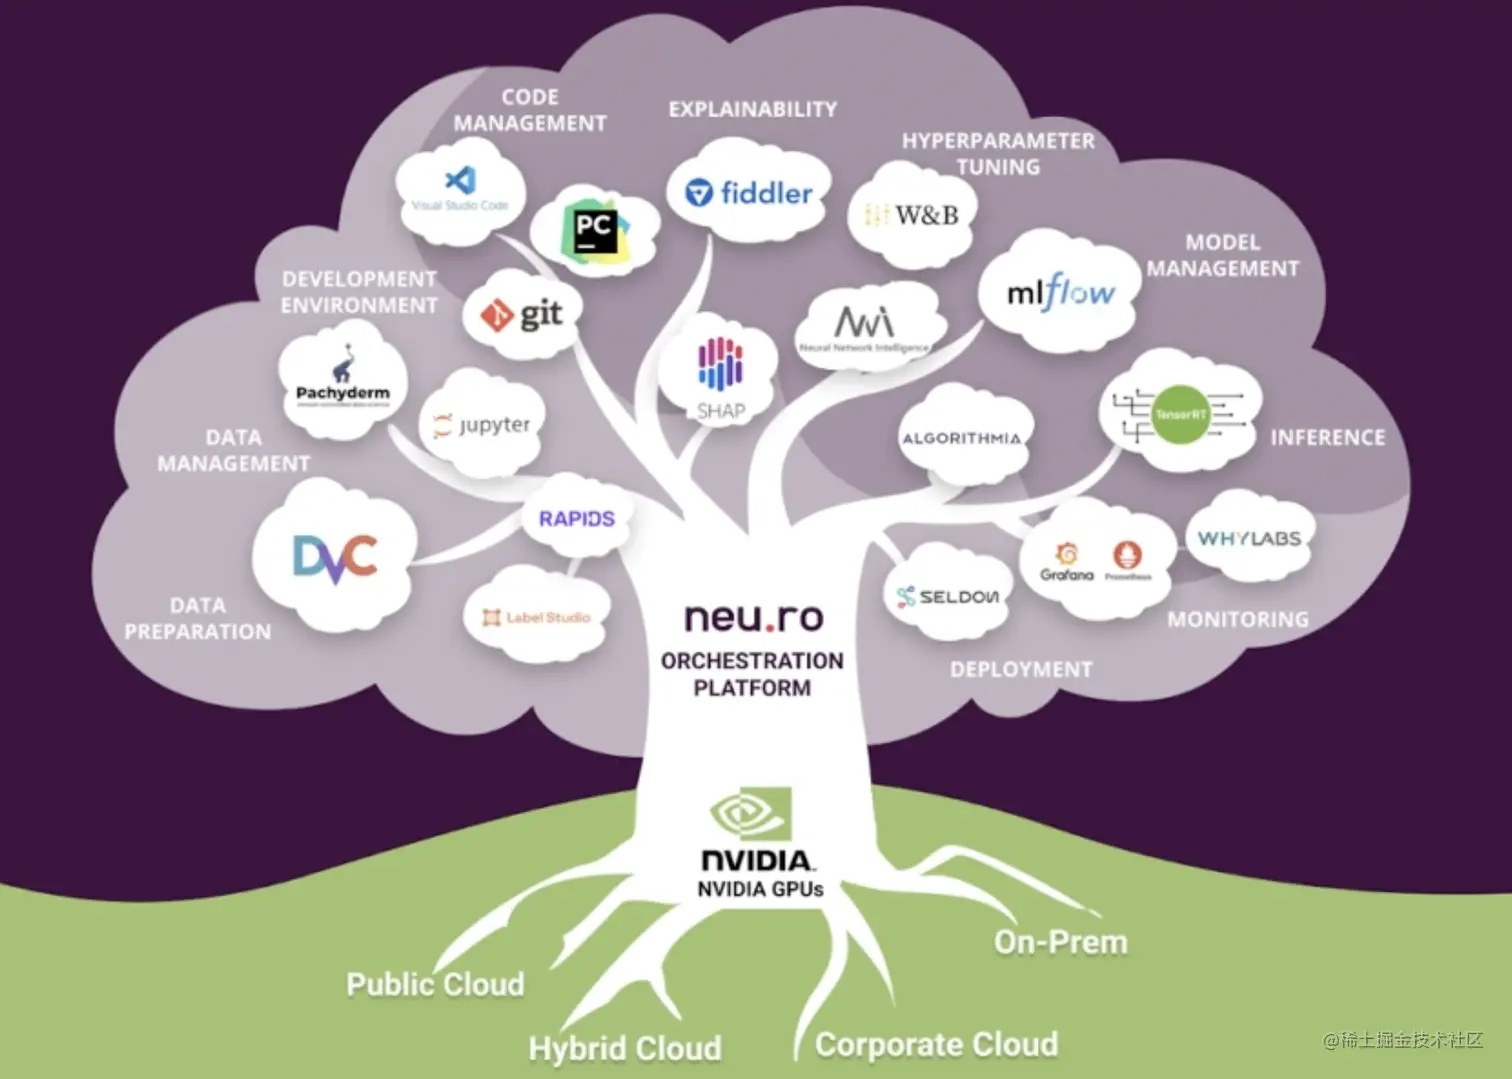 CODE
MANAGEMENT
EXPLAINABILITY
HYPERPARAMETER
TUNING
Visual Studio Code
PC
fiddler
W&B
MODEL
MANAGEMENT
DEVELOPMENT
ENVIRONMENT
git
mlflow
Neural Network Intelligence
Pachyderm
jupyter
SHAP
ALGORITHMIA
TensorRT
INFERENCE
DATA
MANAGEMENT
DVC
RAPIDS
WHYLABS
Grafana
Prometheus
Label Studio
SELDON
DATA
PREPARATION
MONITORING
DEPLOYMENT
neu.ro
ORCHESTRATION
PLATFORM
NVIDIA
NVIDIA GPUs
On-Prem
Public Cloud
Hybrid Cloud
Corporate Cloud
@稀土掘金技术社区